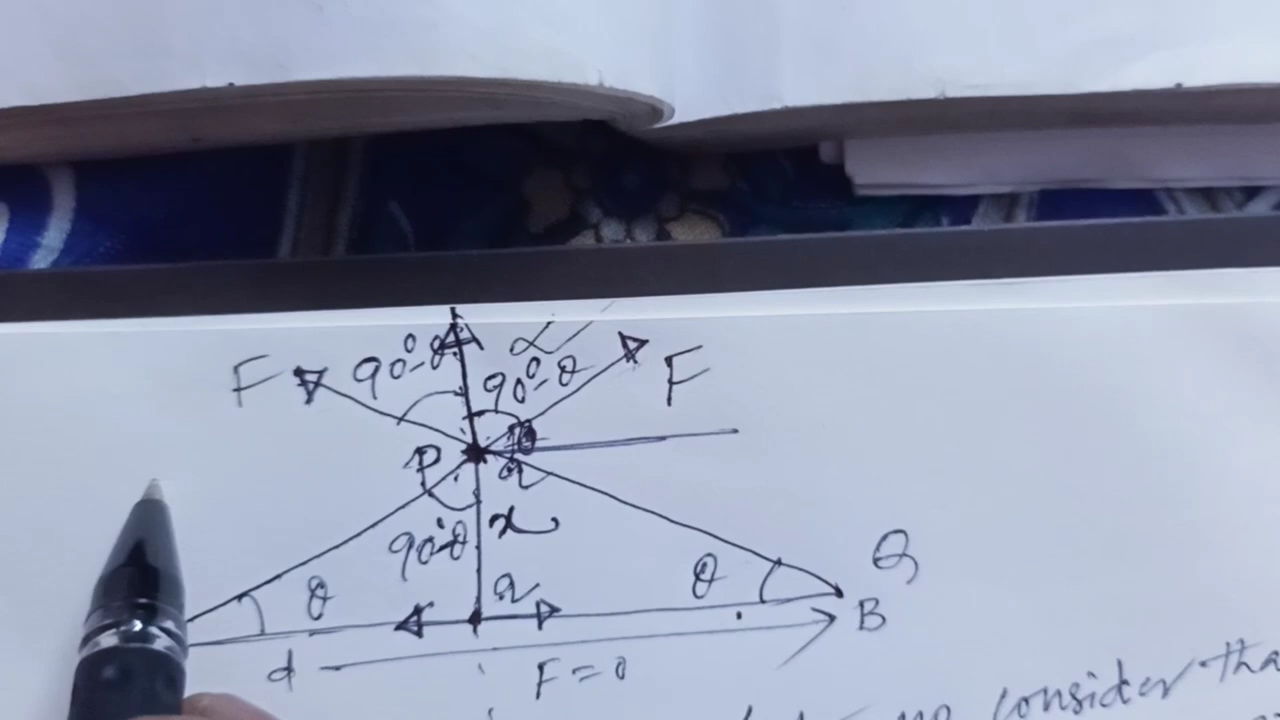 α
F 90°-θ 90°-θ F
P
q
90°-θ x
θ q θ Q
B
d F=0
consider tha